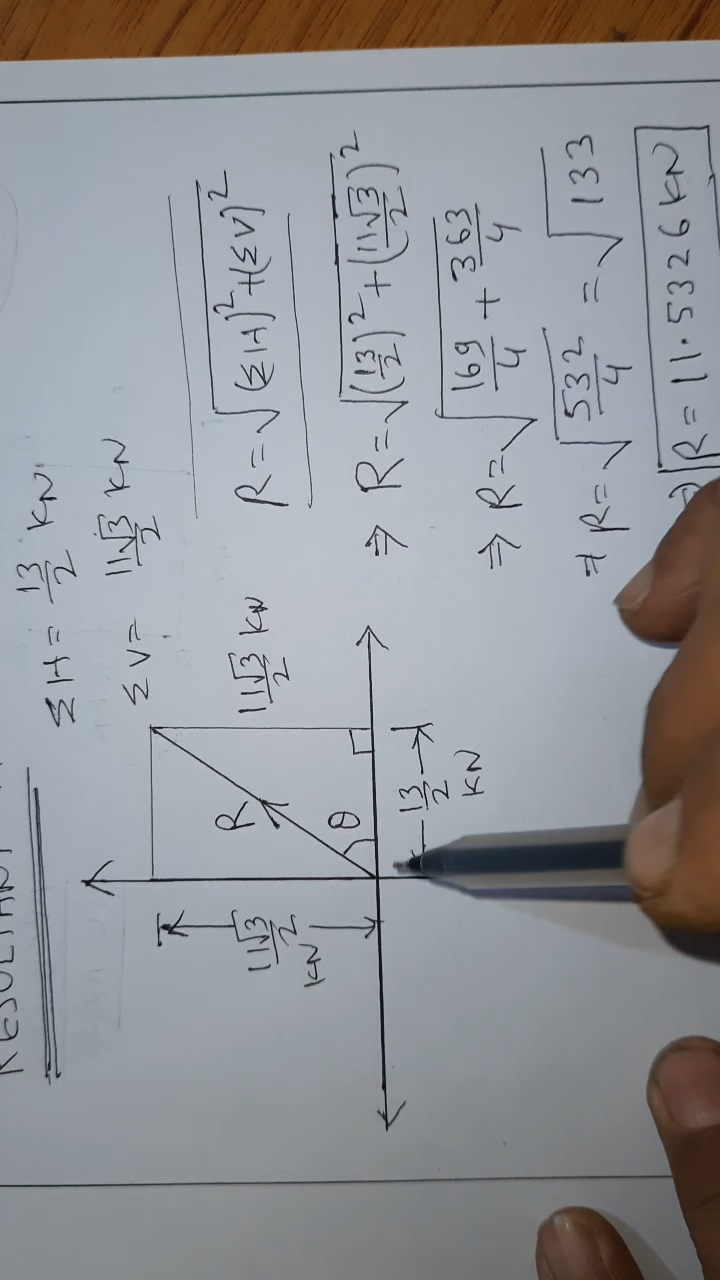 RESULTANT
ΣH = 13/2 KN
ΣV = 11√3/2 KN
R = √(ΣH)²+(ΣV)²
⇒ R = √(13/2)²+(11√3/2)²
⇒ R = √169/4 + 363/4
⇒ R = √532/4 = √133
⇒ R = 11.5326 KN
11√3/2 KN
R
θ
11√3/2 KN
13/2 KN